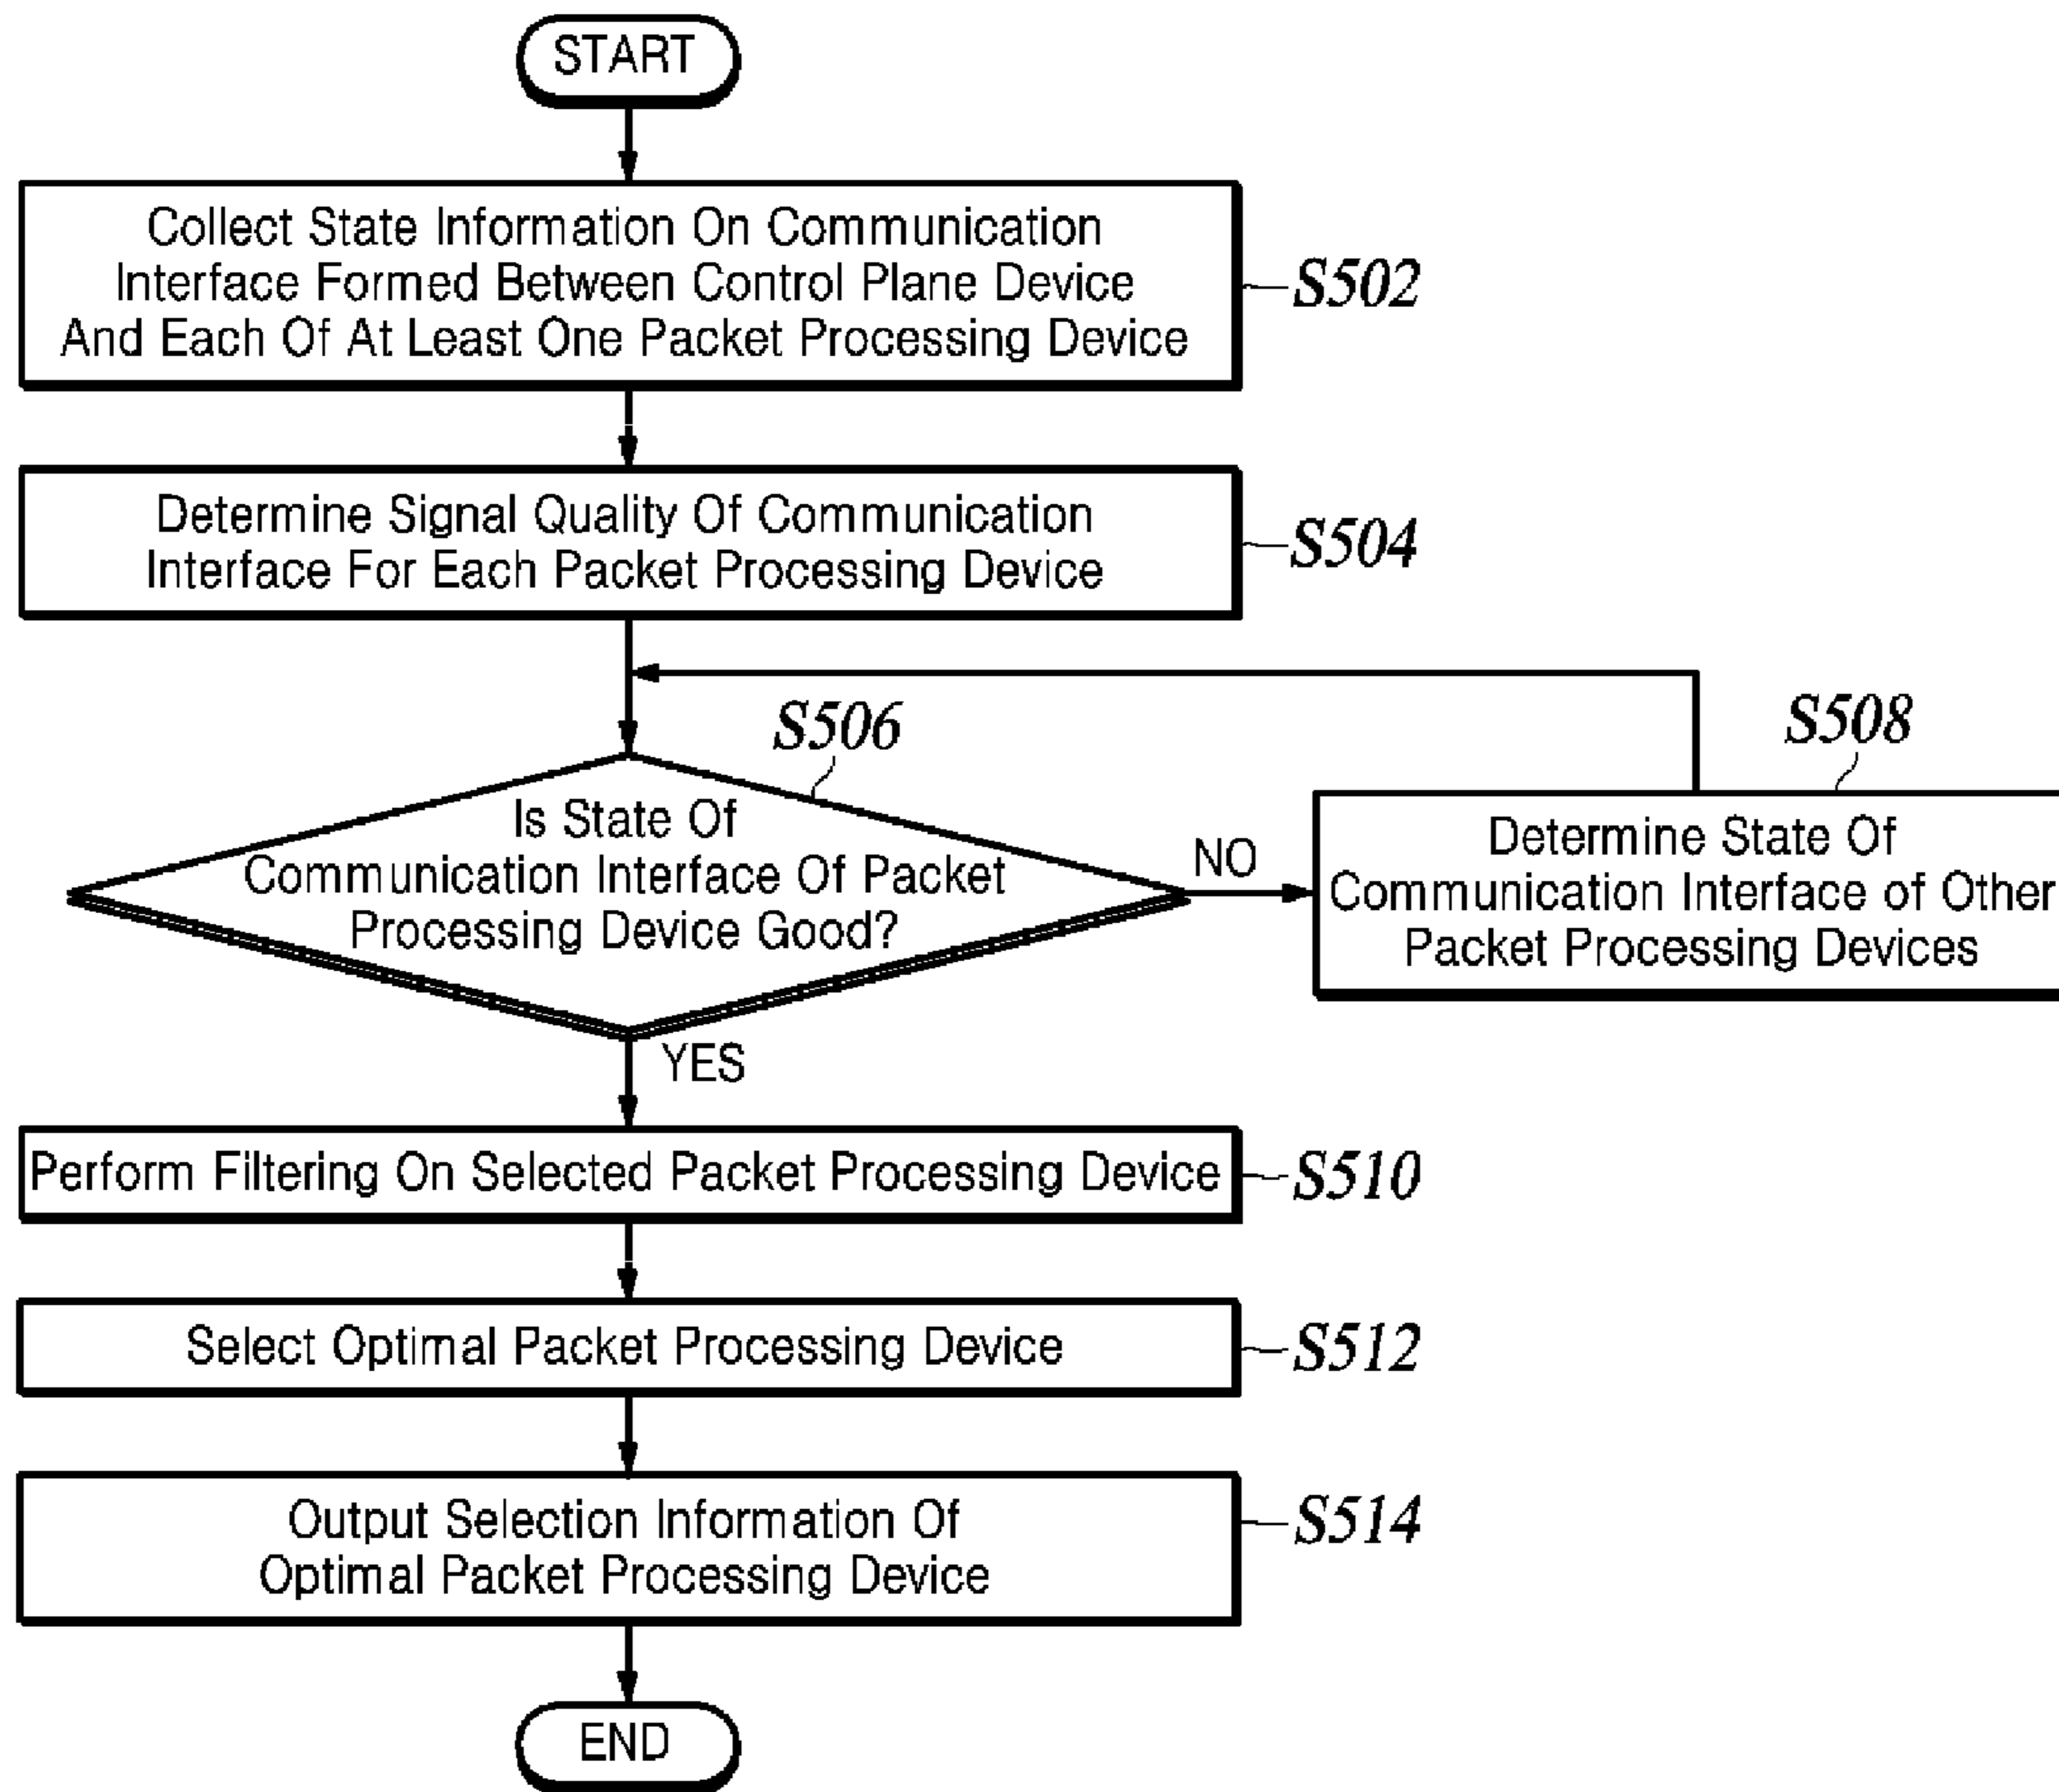 START
Collect State Information On Communication
Interface Formed Between Control Plane Device
And Each Of At Least One Packet Processing Device
S502
Determine Signal Quality Of Communication
Interface For Each Packet Processing Device
S504
S506
Is State Of
Communication Interface Of Packet
Processing Device Good?
NO
S508
Determine State Of
Communication Interface of Other
Packet Processing Devices
YES
Perform Filtering On Selected Packet Processing Device
S510
Select Optimal Packet Processing Device
S512
Output Selection Information Of
Optimal Packet Processing Device
S514
END